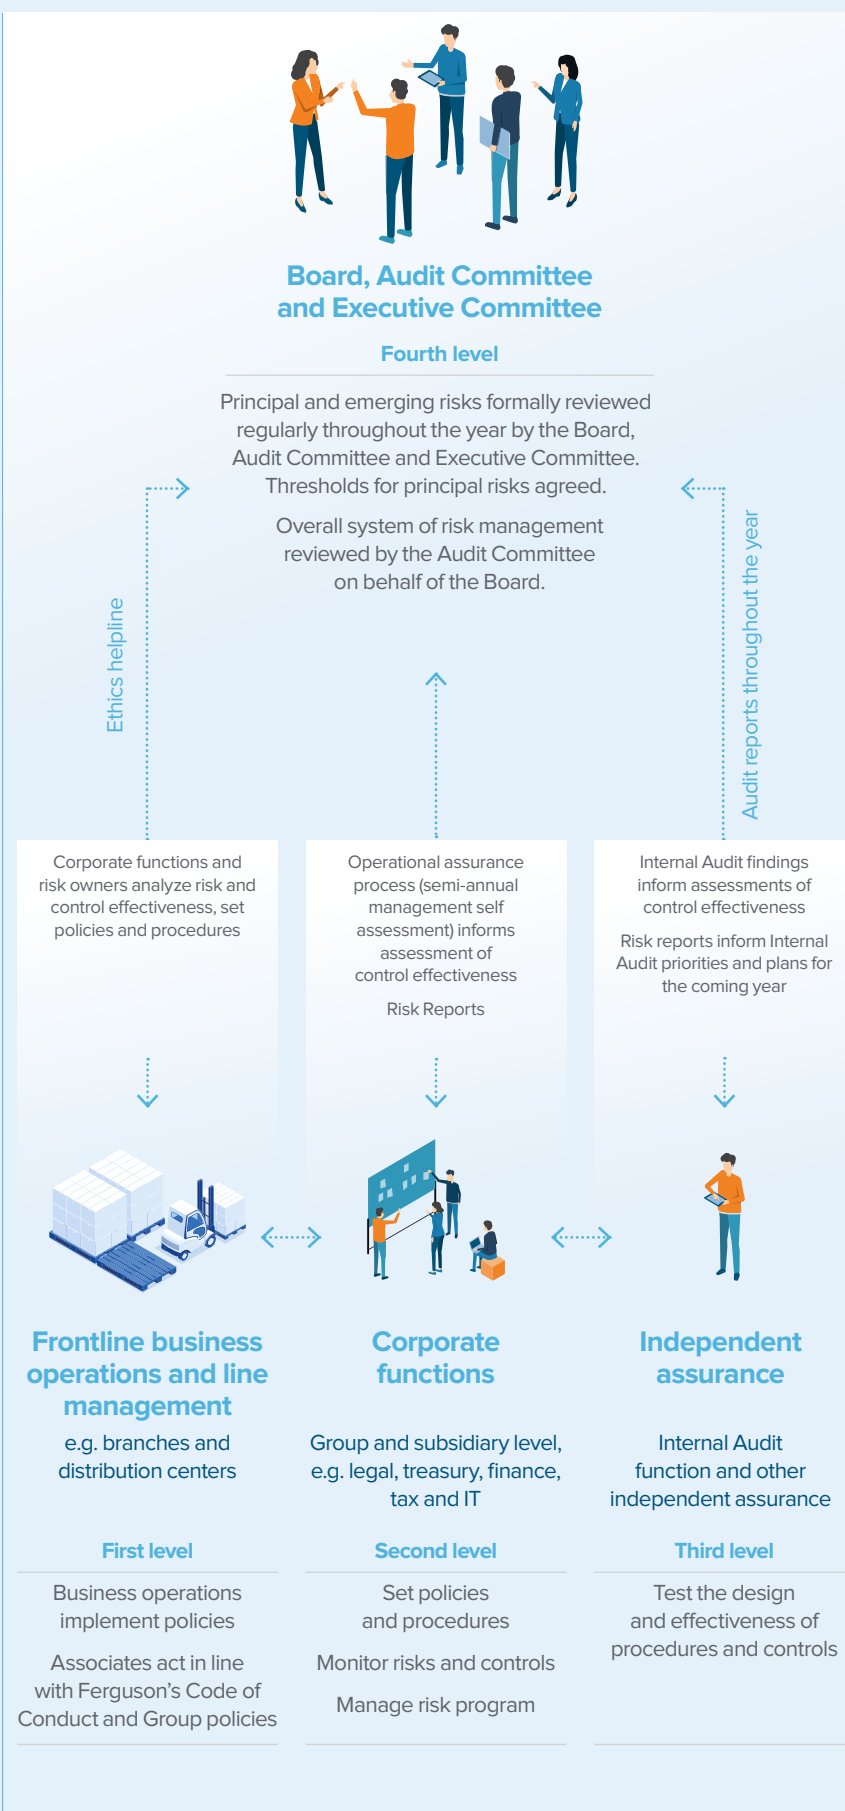 Board, Audit Committee
and Executive Committee
Fourth level
Principal and emerging risks formally reviewed
regularly throughout the year by the Board,
Audit Committee and Executive Committee.
Thresholds for principal risks agreed.
Overall system of risk management
reviewed by the Audit Committee
on behalf of the Board.
Ethics helpline
Audit reports throughout the year
Corporate functions and
risk owners analyze risk and
control effectiveness, set
policies and procedures
Operational assurance
process (semi-annual
management self
assessment) informs
assessment of
control effectiveness
Risk Reports
Internal Audit findings
inform assessments of
control effectiveness
Risk reports inform Internal
Audit priorities and plans for
the coming year
Frontline business
operations and line
management
e.g. branches and
distribution centers
First level
Business operations
implement policies
Associates act in line
with Ferguson’s Code of
Conduct and Group policies
Corporate
functions
Group and subsidiary level,
e.g. legal, treasury, finance,
tax and IT
Second level
Set policies
and procedures
Monitor risks and controls
Manage risk program
Independent
assurance
Internal Audit
function and other
independent assurance
Third level
Test the design
and effectiveness of
procedures and controls